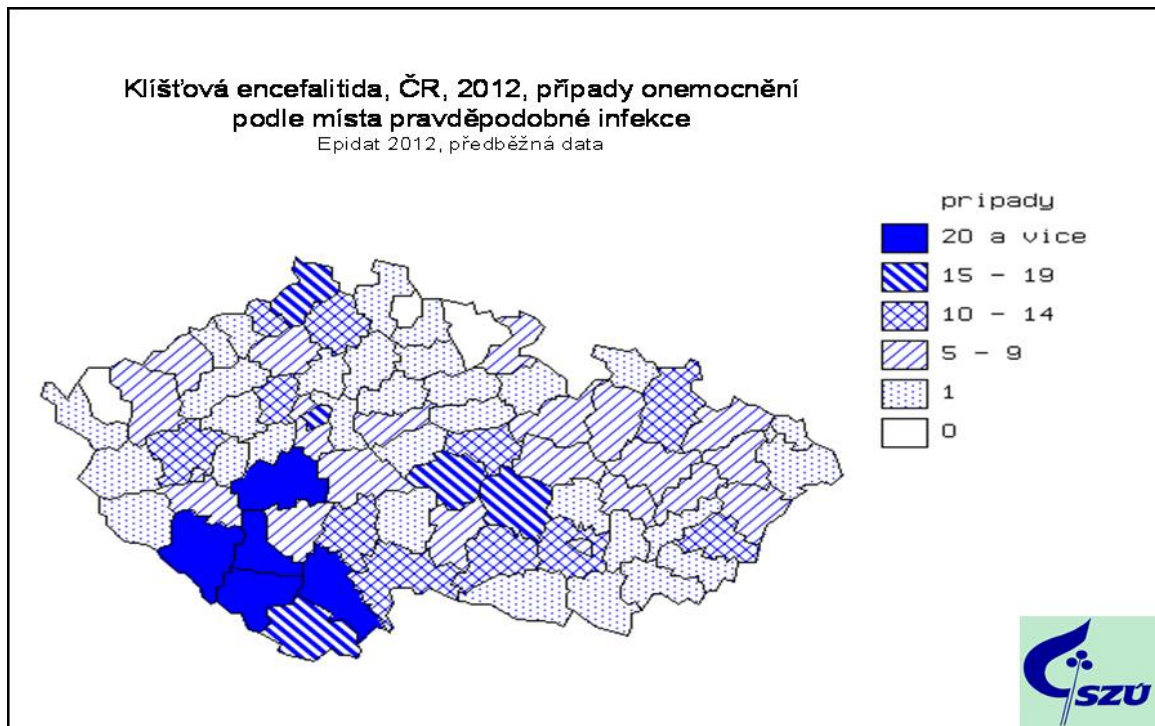 Klíšťová encefalitida, ČR, 2012, případy onemocnění
podle místa pravděpodobné infekce
Epidat 2012, předběžná data
pripady
20 a vice
15 - 19
10 - 14
5 - 9
1
0
SZÚ